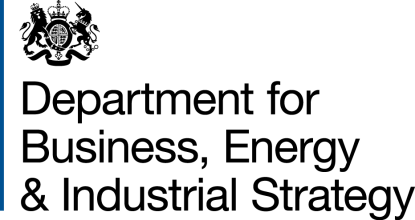 Department for
Business, Energy
& Industrial Strategy